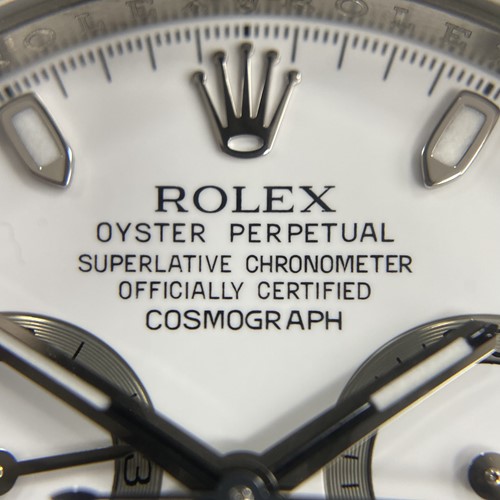 ROLEX
OYSTER PERPETUAL
SUPERLATIVE CHRONOMETER
OFFICIALLY CERTIFIED
COSMOGRAPH